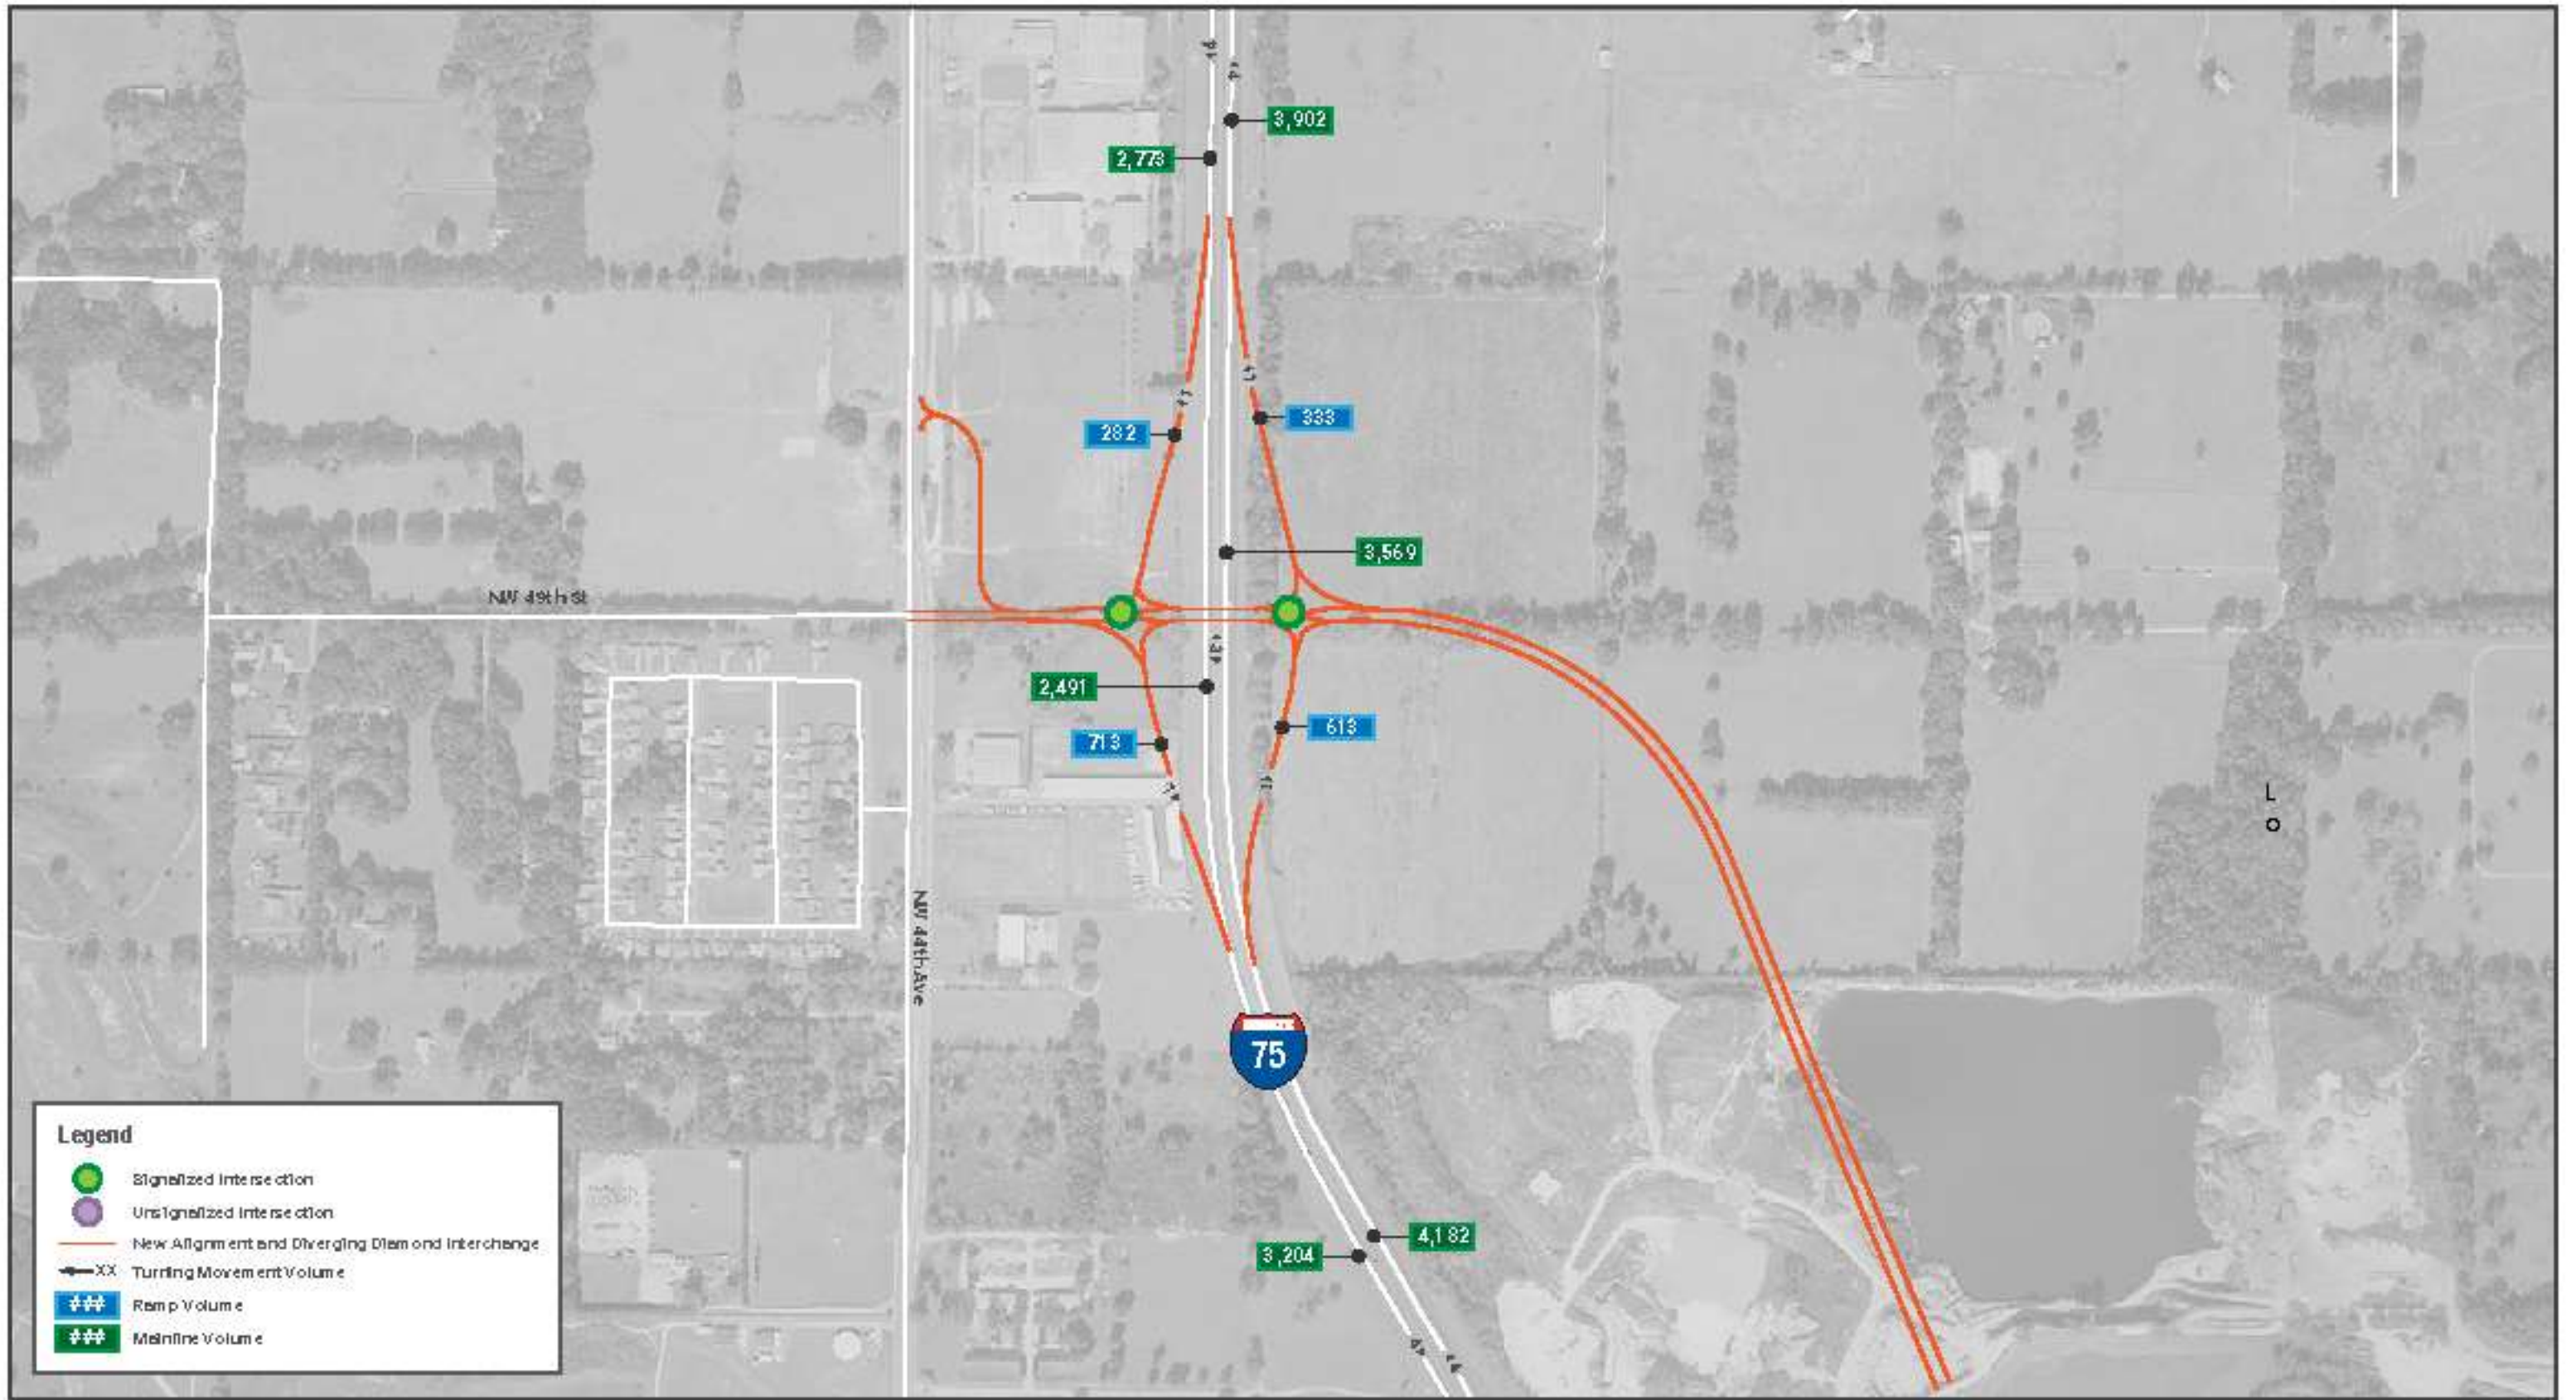 3,902
2,773
333
282
3,569
NW 49th St
2,491
613
713
L
O
NW 44th Ave
75
4,182
3,204
Legend
Signalized Intersection
Unsignalized Intersection
New Alignment and Diverging Diamond Interchange
XX Turning Movement Volume
### Ramp Volume
### Mainline Volume